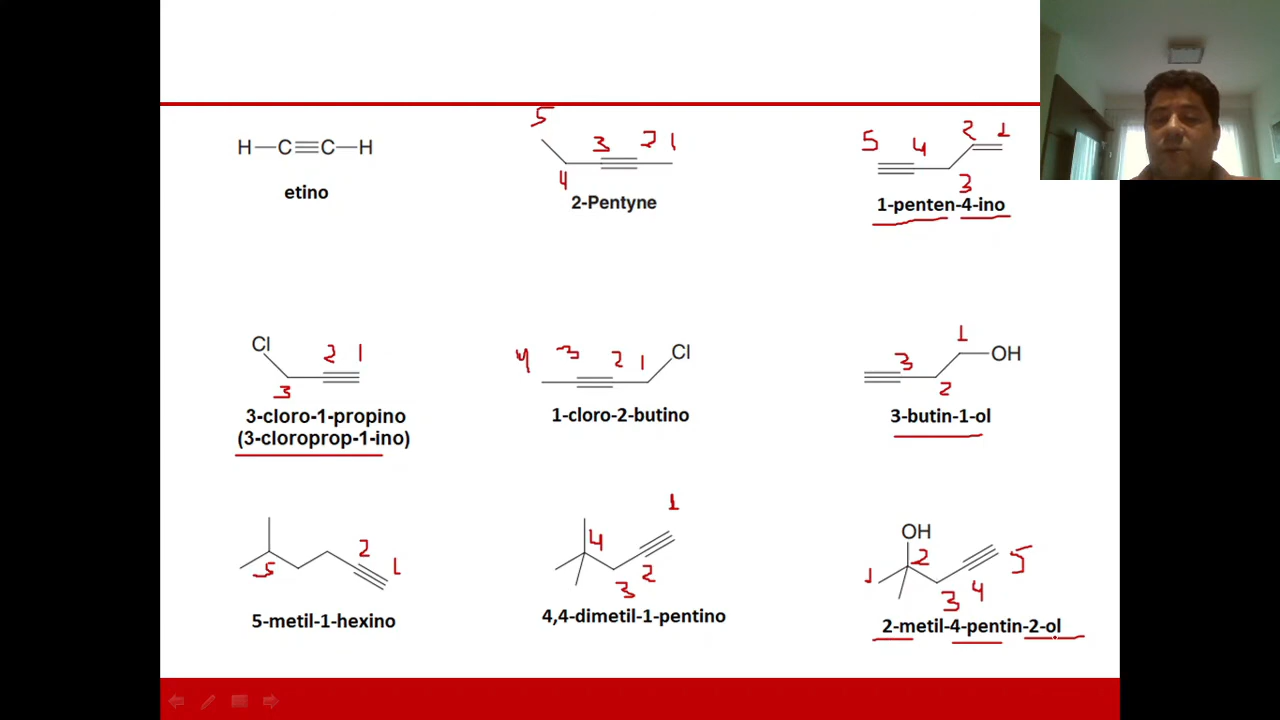 5
4
3
2
1
H—C≡C—H
etino
2-Pentyne
5
4
3
2
1
1-penten-4-ino
Cl
3
2
1
3-cloro-1-propino
(3-cloroprop-1-ino)
4
3
2
1
Cl
1-cloro-2-butino
3
2
1
OH
3-butin-1-ol
5
2
1
5-metil-1-hexino
4
3
2
1
4,4-dimetil-1-pentino
OH
1
2
3
4
5
2-metil-4-pentin-2-ol